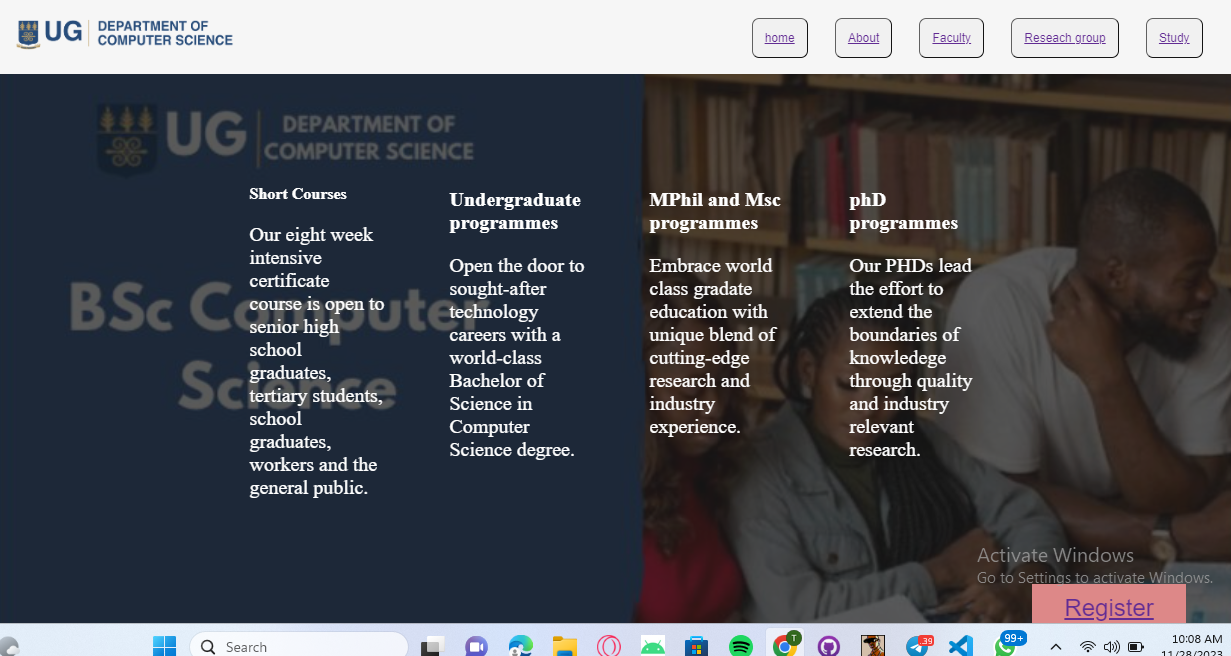 UG DEPARTMENT OF
COMPUTER SCIENCE
home
About
Faculty
Reseach group
Study
UG DEPARTMENT OF
COMPUTER SCIENCE
BSc Computer
Science
Short Courses
Our eight week
intensive
certificate
course is open to
senior high
school
graduates,
tertiary students,
school
graduates,
workers and the
general public.
Undergraduate
programmes
Open the door to
sought-after
technology
careers with a
world-class
Bachelor of
Science in
Computer
Science degree.
MPhil and Msc
programmes
Embrace world
class gradate
education with
unique blend of
cutting-edge
research and
industry
experience.
phD
programmes
Our PHDs lead
the effort to
extend the
boundaries of
knowledege
through quality
and industry
relevant
research.
Activate Windows
Go to Settings to activate Windows.
Register
Search
T
39
99+
10:08 AM
11/28/2023